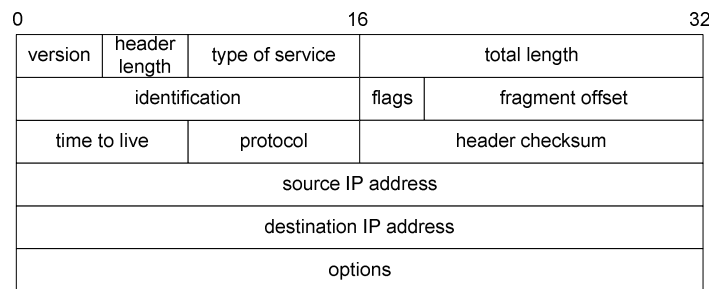 0 16 32
version header length type of service total length
identification flags fragment offset
time to live protocol header checksum
source IP address
destination IP address
options